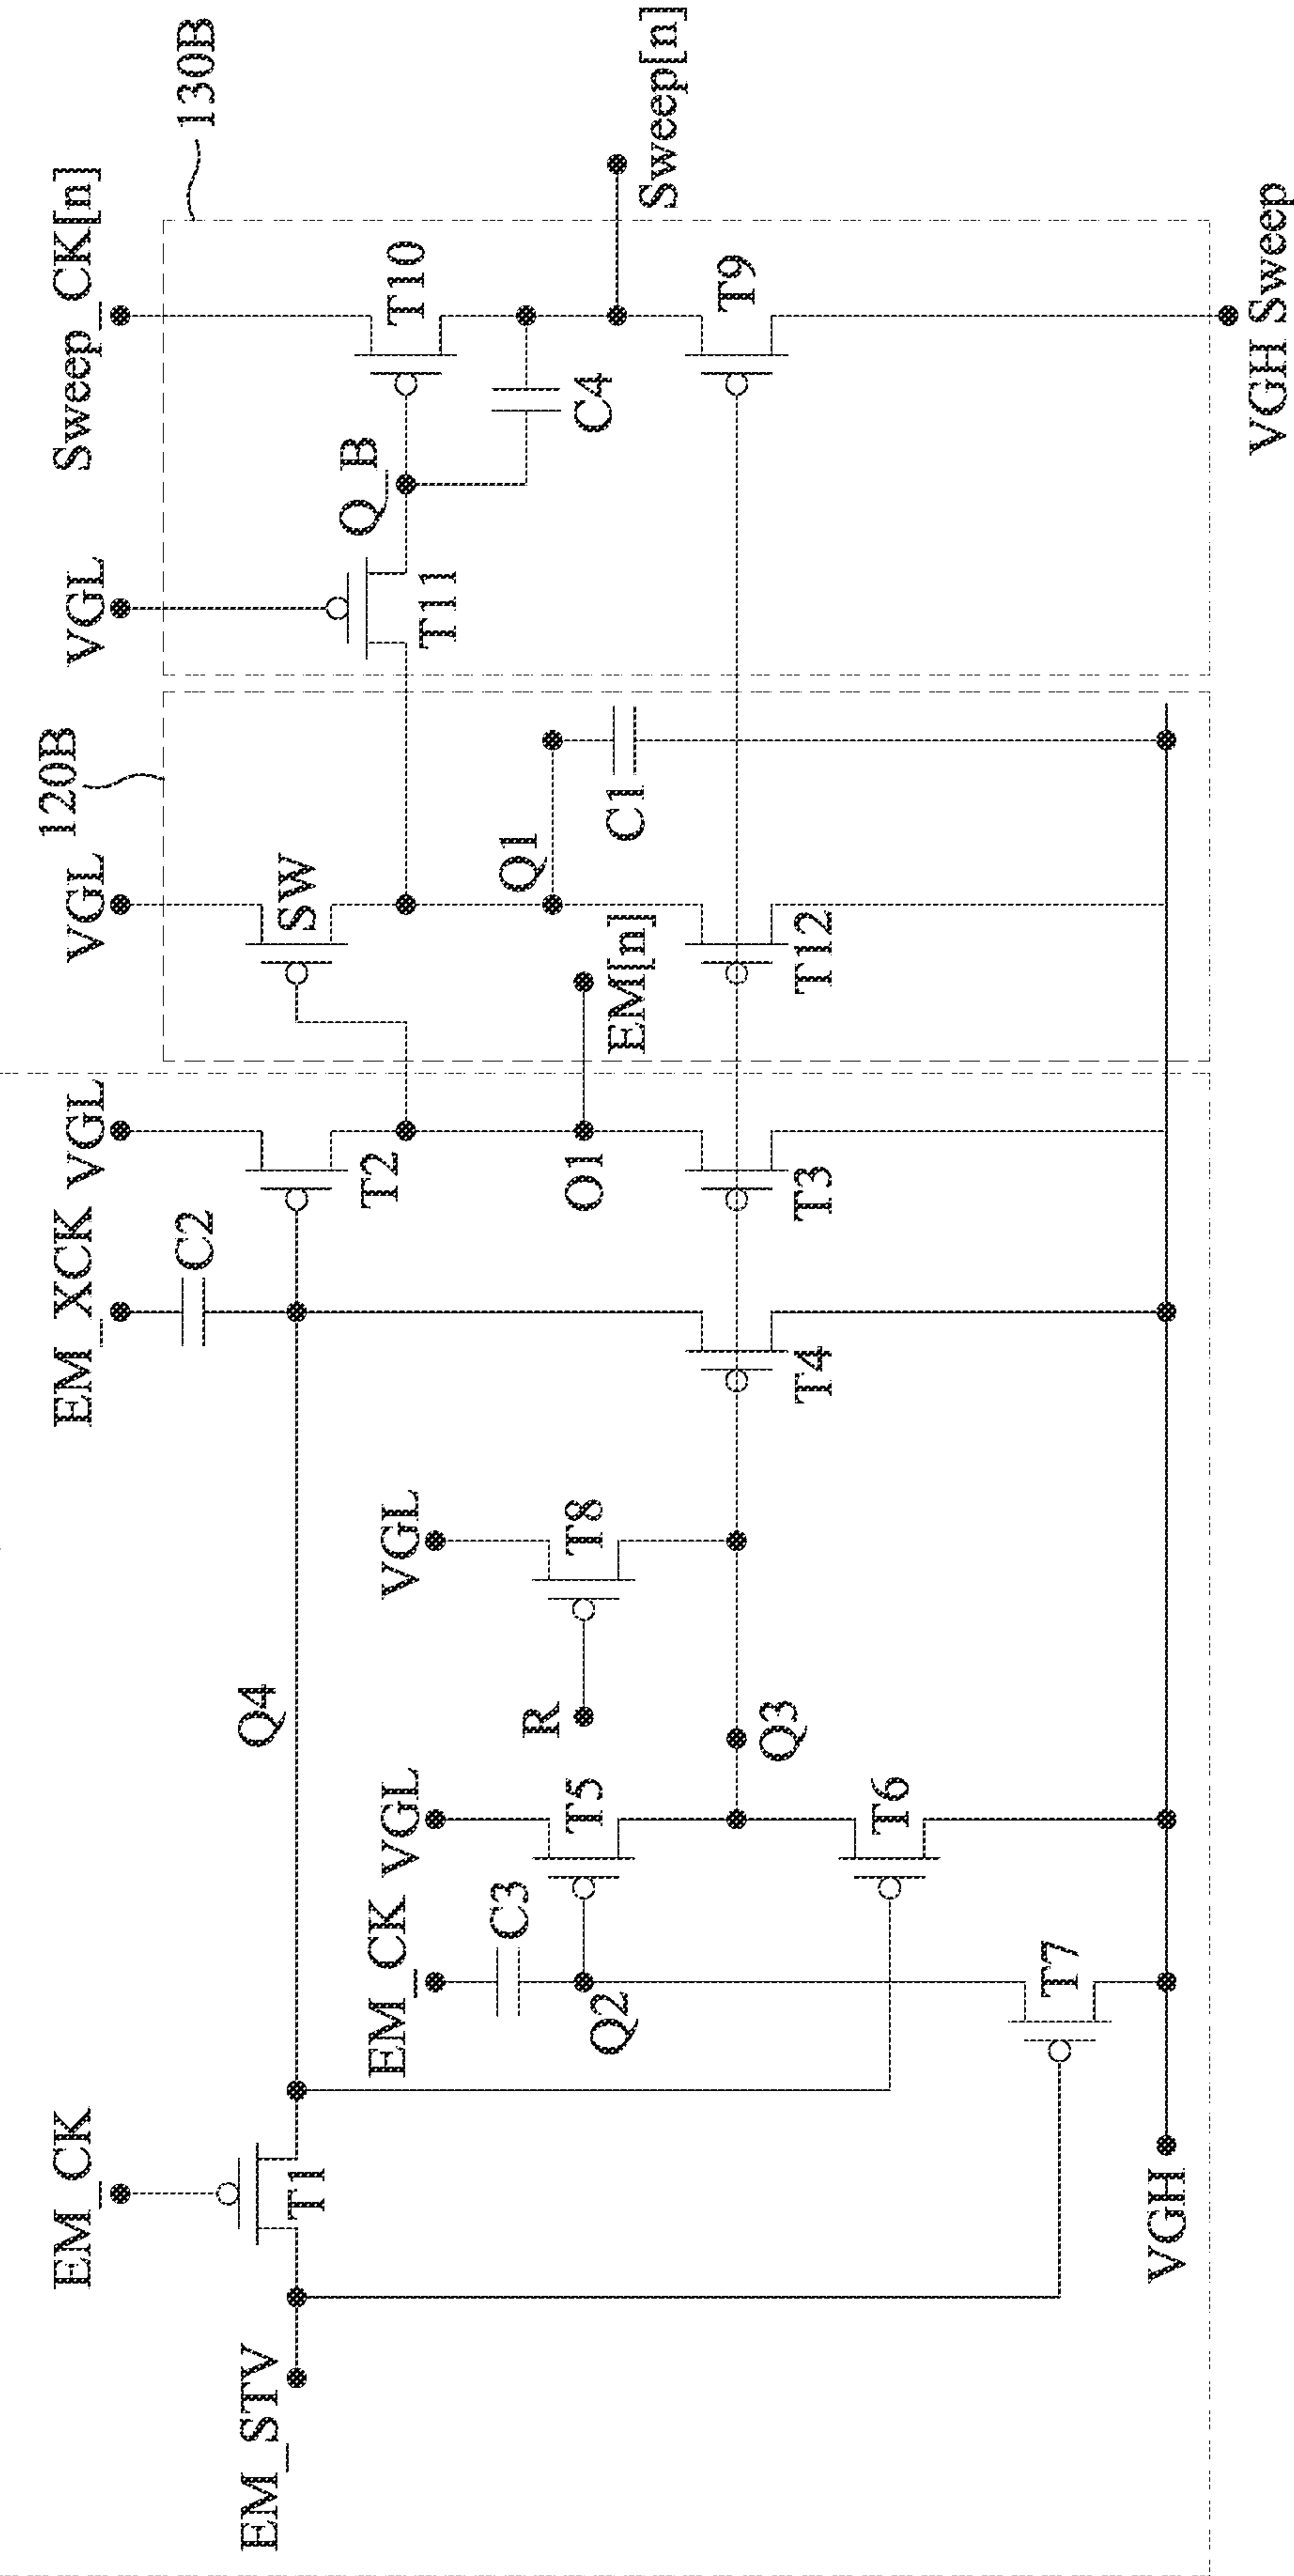 EM_STV
EM_CK
T1
Q4
EM_CK
C3
Q2
T7
VGH
VGL
T5
T6
Q3
R
VGL
T8
EM_XCK
C2
T4
VGL
T2
O1
T3
EM[n]
120B
VGL
SW
Q1
C1
T12
VGL
T11
Q_B
C4
Sweep_CK[n]
T10
T9
130B
Sweep[n]
VGH Sweep